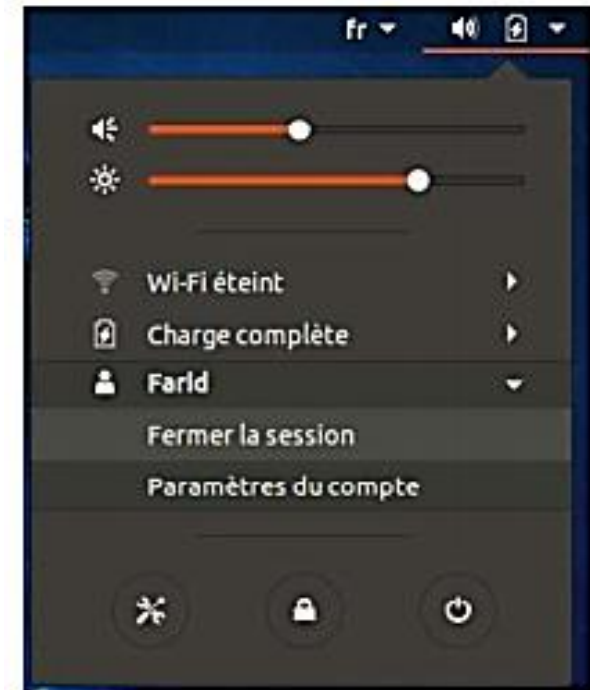 fr
Wi-Fi éteint
Charge complète
Farid
Fermer la session
Paramètres du compte